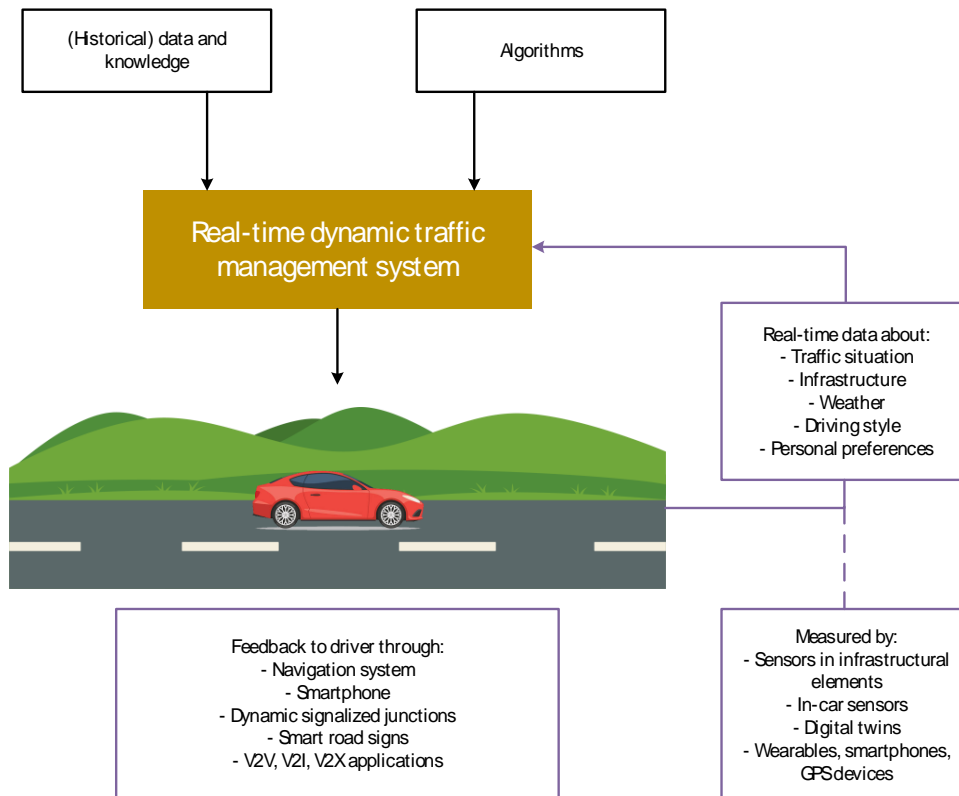 (Historical) data and
knowledge
Algorithms
Real-time dynamic traffic
management system
Real-time data about:
- Traffic situation
- Infrastructure
- Weather
- Driving style
- Personal preferences
Feedback to driver through:
- Navigation system
- Smartphone
- Dynamic signalized junctions
- Smart road signs
- V2V, V2I, V2X applications
Measured by:
- Sensors in infrastructural
elements
- In-car sensors
- Digital twins
- Wearables, smartphones,
GPS devices